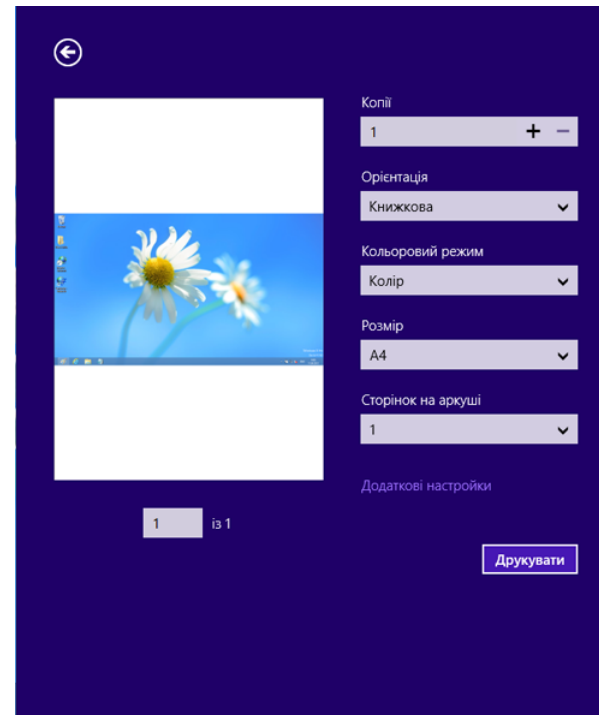 Копії
1
Орієнтація
Книжкова
Кольоровий режим
Колір
Розмір
A4
Сторінок на аркуші
1
Додаткові настройки
1 із 1
Друкувати